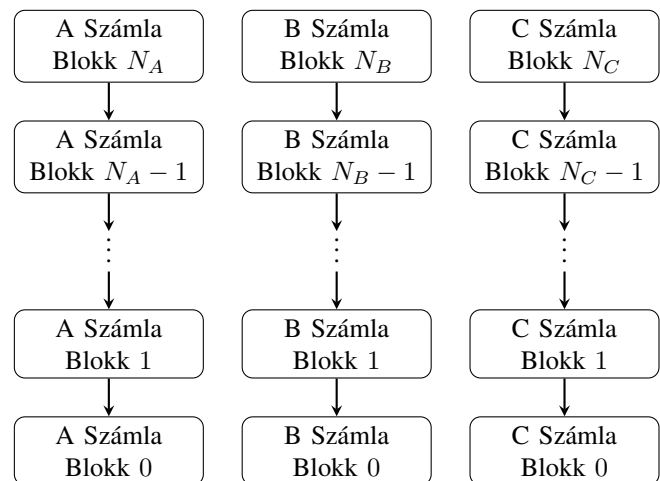 A Számla
Blokk N_A
B Számla
Blokk N_B
C Számla
Blokk N_C
A Számla
Blokk N_A − 1
B Számla
Blokk N_B − 1
C Számla
Blokk N_C − 1
A Számla
Blokk 1
B Számla
Blokk 1
C Számla
Blokk 1
A Számla
Blokk 0
B Számla
Blokk 0
C Számla
Blokk 0